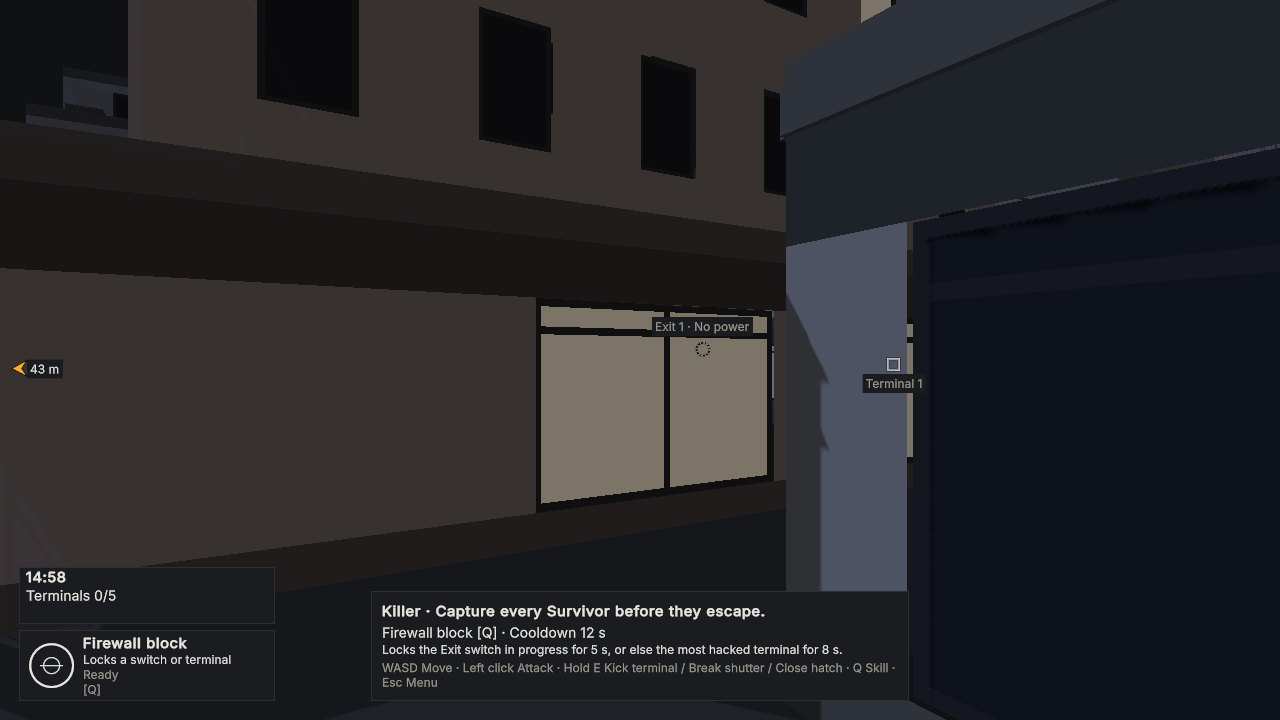 Exit 1 · No power
43 m
Terminal 1
14:58
Terminals 0/5
Firewall block
Locks a switch or terminal
Ready
[Q]
Killer · Capture every Survivor before they escape.
Firewall block [Q] · Cooldown 12 s
Locks the Exit switch in progress for 5 s, or else the most hacked terminal for 8 s.
WASD Move · Left click Attack · Hold E Kick terminal / Break shutter / Close hatch · Q Skill ·
Esc Menu